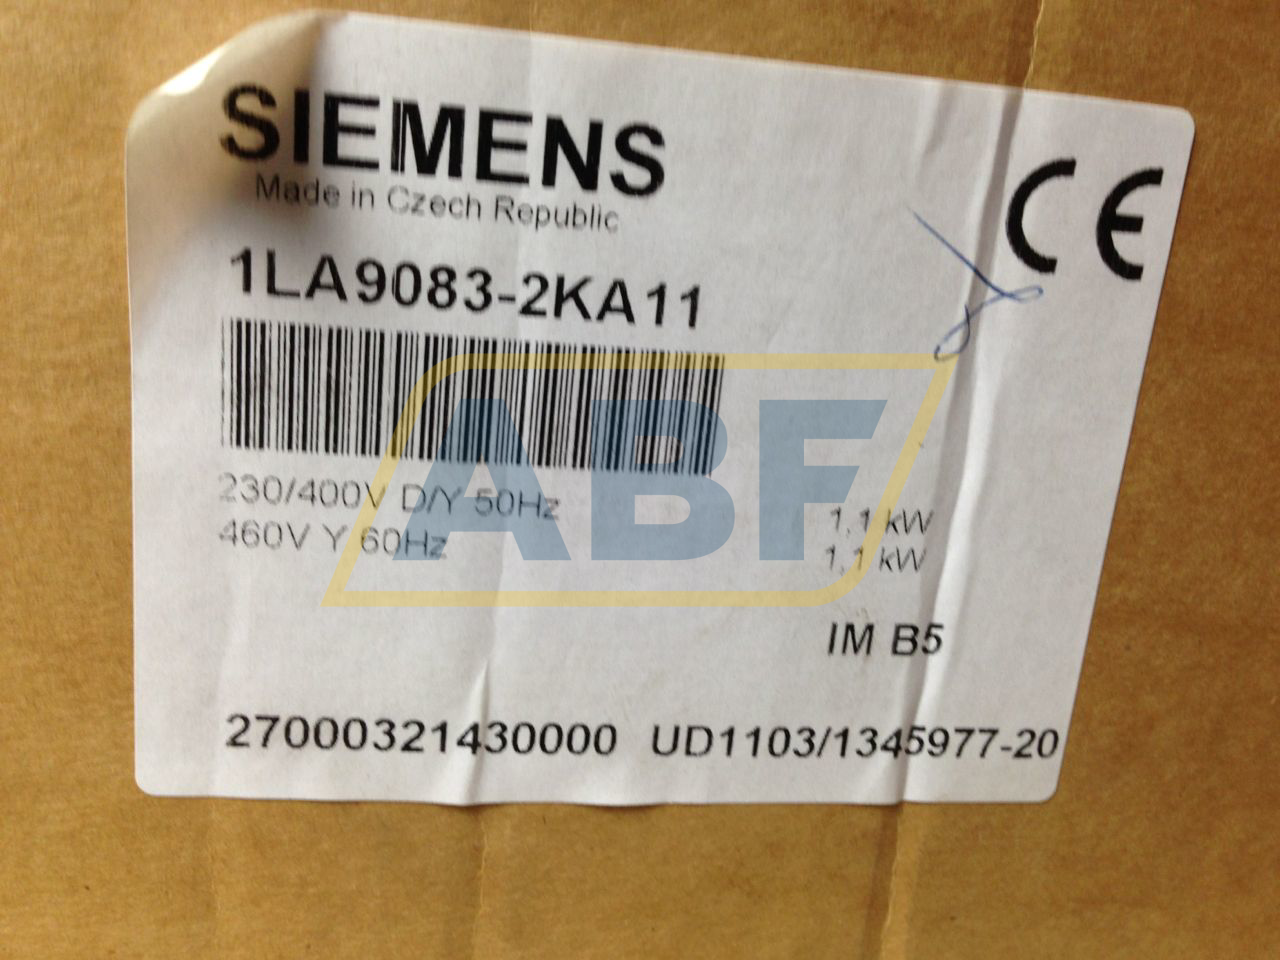 SIEMENS
Made in Czech Republic
CE
1LA9083-2KA11
230/400V D/Y 50Hz 1,1 kW
460V Y 60Hz 1,1 kW
ABF
IM B5
27000321430000 UD1103/1345977-20